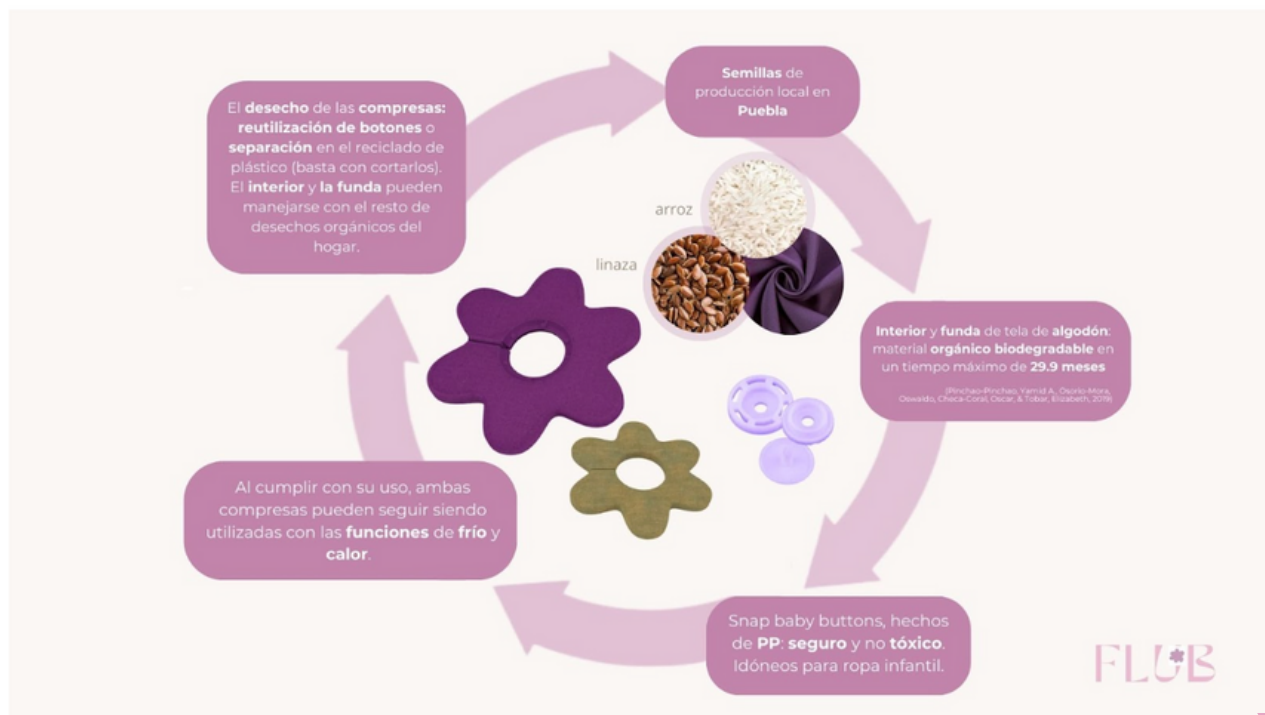 Semillas de
producción local en
Puebla
arroz
linaza
Interior y funda de tela de algodón:
material orgánico biodegradable en
un tiempo máximo de 29.9 meses
(Pinchao-Pinchao, Yamid A., Osorio-Mora,
Oswaldo, Checa-Coral, Oscar, & Tobar, Elizabeth, 2019)
Snap baby buttons, hechos
de PP: seguro y no tóxico.
Idóneos para ropa infantil.
Al cumplir con su uso, ambas
compresas pueden seguir siendo
utilizadas con las funciones de frío y
calor.
El desecho de las compresas:
reutilización de botones o
separación en el reciclado de
plástico (basta con cortarlos).
El interior y la funda pueden
manejarse con el resto de
desechos orgánicos del
hogar.
FLUB